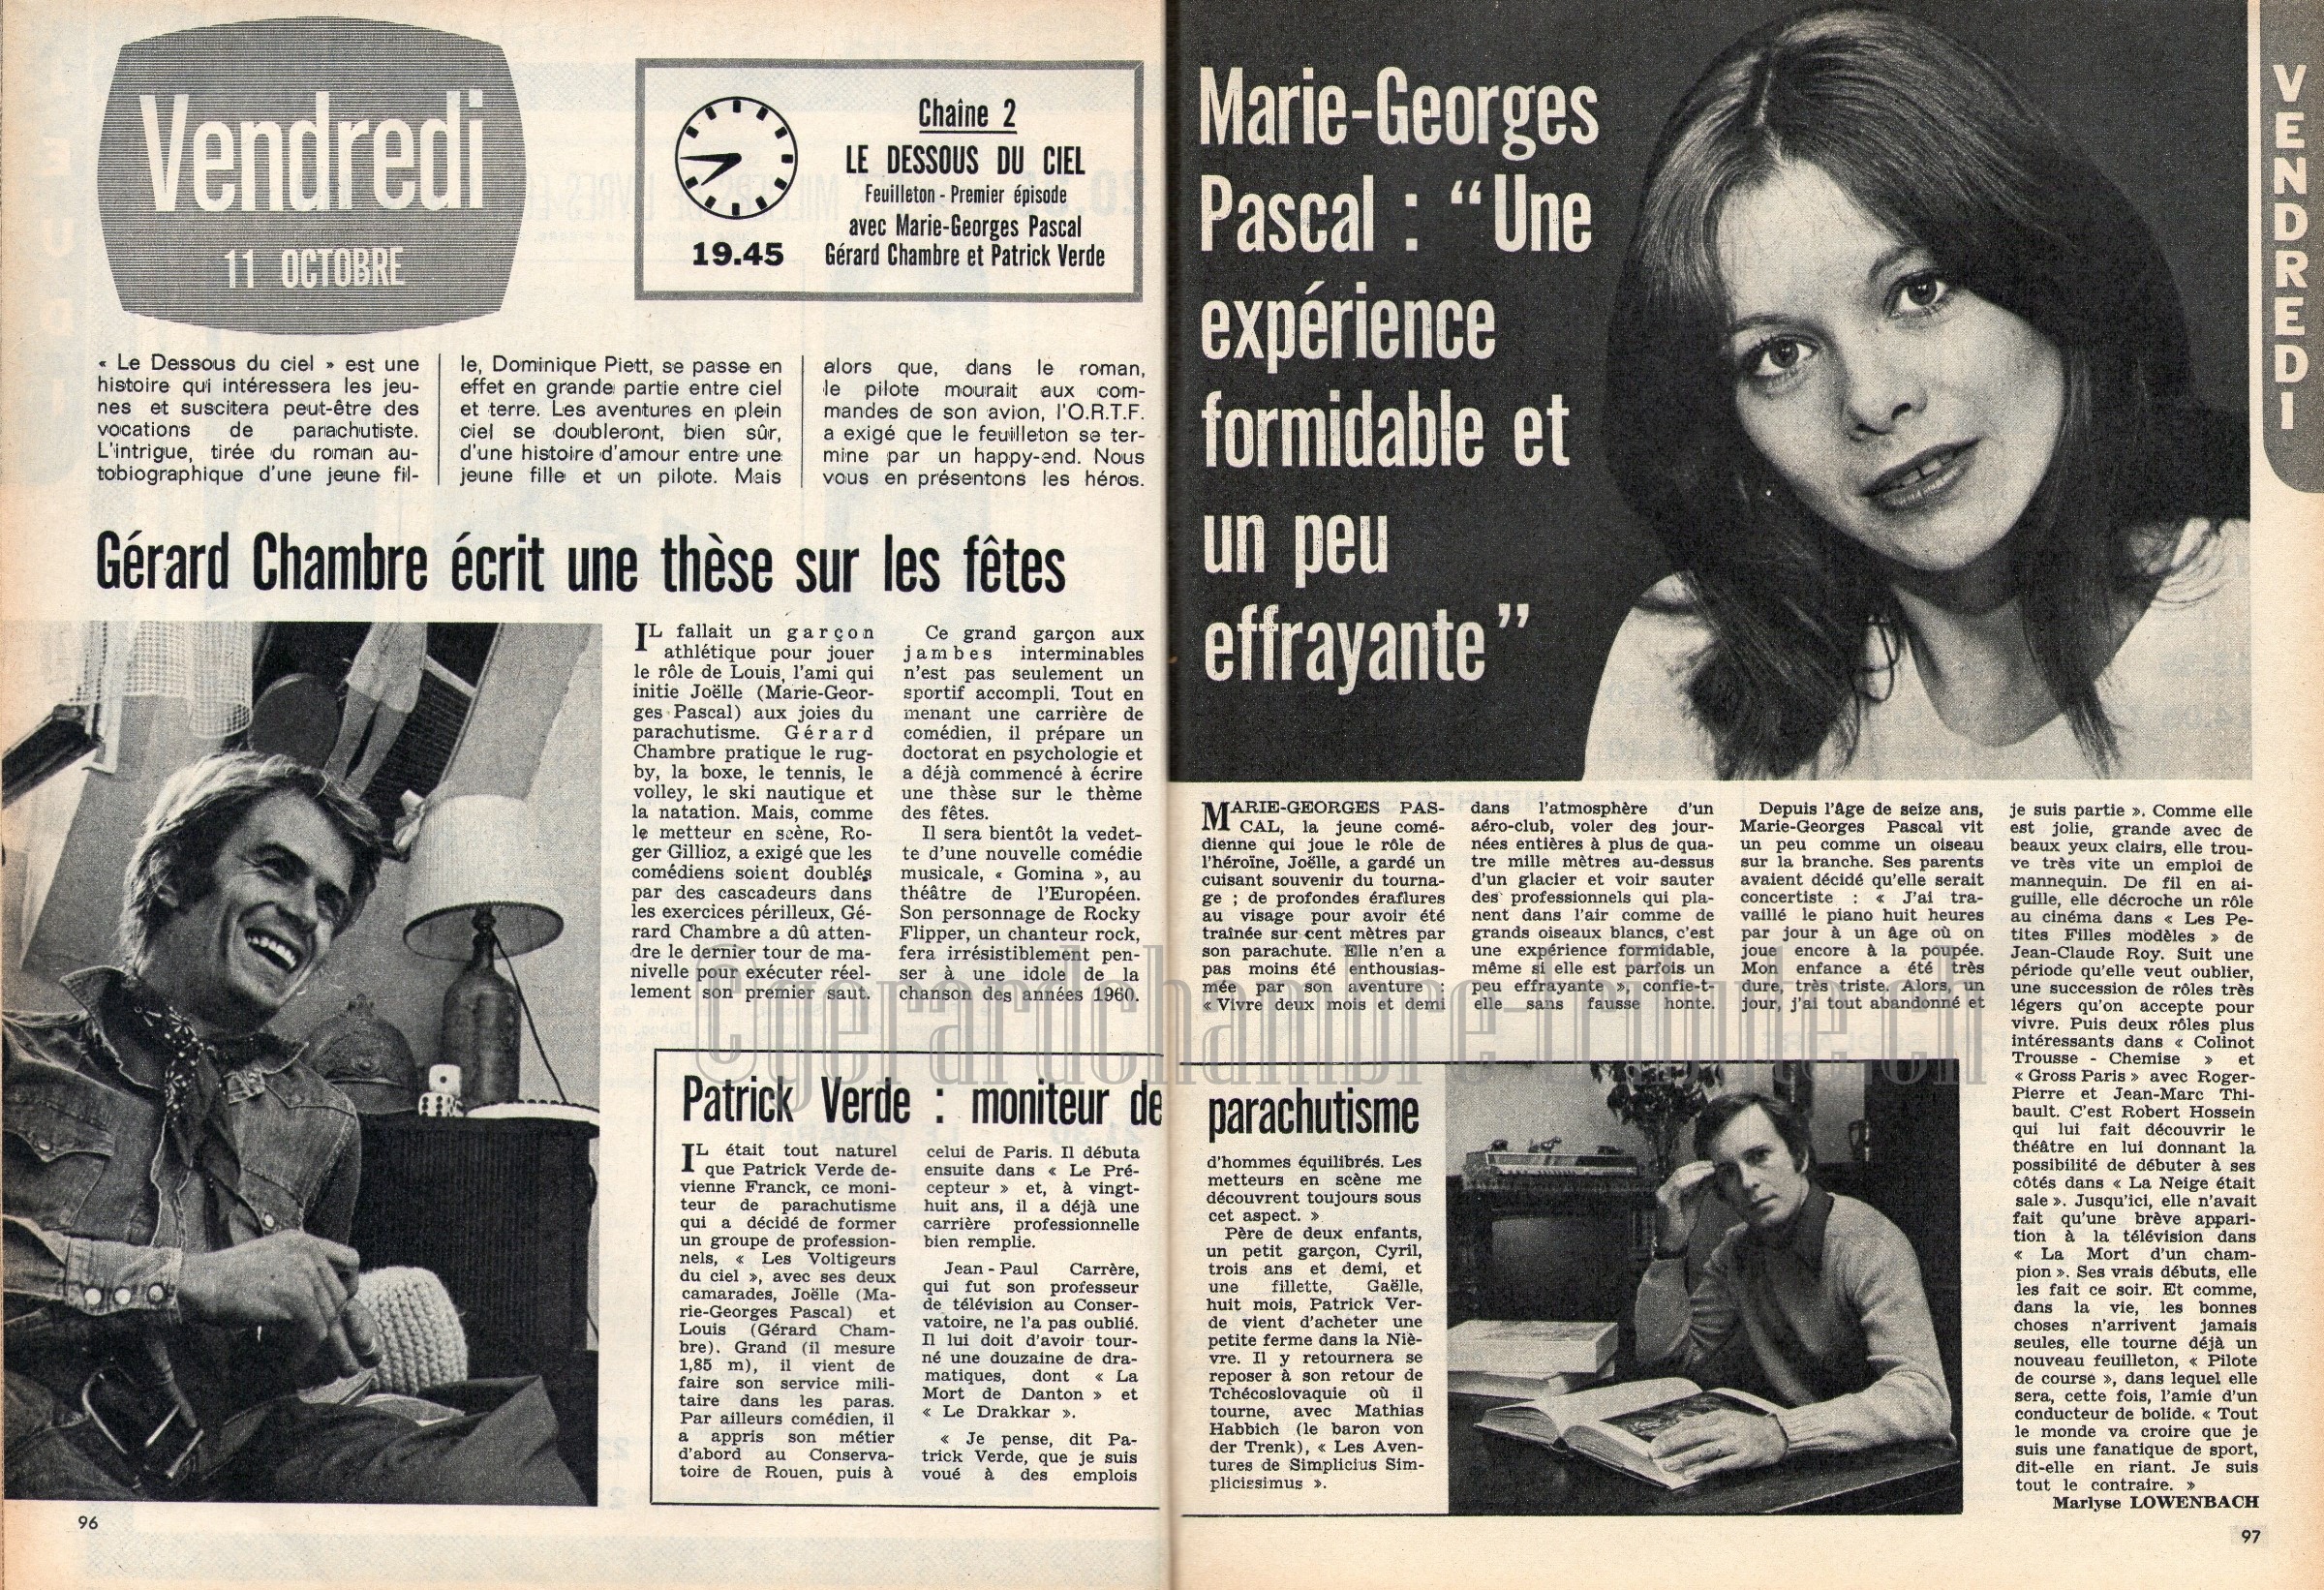 Vendredi
11 OCTOBRE
19.45
Chaîne 2
LE DESSOUS DU CIEL
Feuilleton - Premier épisode
avec Marie-Georges Pascal
Gérard Chambre et Patrick Verde
« Le Dessous du ciel » est une
histoire qui intéressera les jeu-
nes et suscitera peut-être des
vocations de parachutiste.
L'intrigue, tirée du roman au-
tobiographique d'une jeune fil-
le, Dominique Piett, se passe en
effet en grande partie entre ciel
et terre. Les aventures en plein
ciel se doubleront, bien sûr,
d'une histoire d'amour entre une
jeune fille et un pilote. Mais
alors que, dans le roman,
le pilote mourait aux com-
mandes de son avion, l'O.R.T.F.
a exigé que le feuilleton se ter-
mine par un happy-end. Nous
vous en présentons les héros.
Gérard Chambre écrit une thèse sur les fêtes
IL fallait un garçon
athlétique pour jouer
le rôle de Louis, l'ami qui
initie Joëlle (Marie-Geor-
ges Pascal) aux joies du
parachutisme. Gérard
Chambre pratique le rug-
by, la boxe, le tennis, le
volley, le ski nautique et
la natation. Mais, comme
le metteur en scène, Ro-
ger Gillioz, a exigé que les
comédiens soient doublés
par des cascadeurs dans
les exercices périlleux, Gé-
rard Chambre a dû atten-
dre le dernier tour de ma-
nivelle pour exécuter réel-
lement son premier saut.
Ce grand garçon aux
jambes interminables
n'est pas seulement un
sportif accompli. Tout en
menant une carrière de
comédien, il prépare un
doctorat en psychologie et
a déjà commencé à écrire
une thèse sur le thème
des fêtes.
Il sera bientôt la vedet-
te d'une nouvelle comédie
musicale, « Gomina », au
théâtre de l'Européen.
Son personnage de Rocky
Flipper, un chanteur rock,
fera irrésistiblement pen-
ser à une idole de la
chanson des années 1960.
Marie-Georges
Pascal : “Une
expérience
formidable et
un peu
effrayante”
VENDREDI
MARIE-GEORGES PAS-
CAL, la jeune comé-
dienne qui joue le rôle de
l'héroïne, Joëlle, a gardé un
cuisant souvenir du tourna-
ge ; de profondes éraflures
au visage pour avoir été
traînée sur cent mètres par
son parachute. Elle n'en a
pas moins été enthousias-
mée par son aventure :
« Vivre deux mois et demi
dans l'atmosphère d'un
aéro-club, voler des jour-
nées entières à plus de qua-
tre mille mètres au-dessus
d'un glacier et voir sauter
des professionnels qui pla-
nent dans l'air comme de
grands oiseaux blancs, c'est
une expérience formidable,
même si elle est parfois un
peu effrayante », confie-t-
elle sans fausse honte.
Depuis l'âge de seize ans,
Marie-Georges Pascal vit
un peu comme un oiseau
sur la branche. Ses parents
avaient décidé qu'elle serait
concertiste : « J'ai tra-
vaillé le piano huit heures
par jour à un âge où on
joue encore à la poupée.
Mon enfance a été très
dure, très triste. Alors, un
jour, j'ai tout abandonné et
je suis partie ». Comme elle
est jolie, grande avec de
beaux yeux clairs, elle trou-
ve très vite un emploi de
mannequin. De fil en ai-
guille, elle décroche un rôle
au cinéma dans « Les Pe-
tites Filles modèles » de
Jean-Claude Roy. Suit une
période qu'elle veut oublier,
une succession de rôles très
légers qu'on accepte pour
vivre. Puis deux rôles plus
intéressants dans « Colinot
Trousse - Chemise » et
« Gross Paris » avec Roger-
Pierre et Jean-Marc Thi-
bault. C'est Robert Hossein
qui lui fait découvrir le
théâtre en lui donnant la
possibilité de débuter à ses
côtés dans « La Neige était
sale ». Jusqu'ici, elle n'avait
fait qu'une brève appari-
tion à la télévision dans
« La Mort d'un cham-
pion ». Ses vrais débuts, elle
les fait ce soir. Et comme,
dans la vie, les bonnes
choses n'arrivent jamais
seules, elle tourne déjà un
nouveau feuilleton, « Pilote
de course », dans lequel elle
sera, cette fois, l'amie d'un
conducteur de bolide. « Tout
le monde va croire que je
suis une fanatique de sport,
dit-elle en riant. Je suis
tout le contraire. »
Marlyse LOWENBACH
©gerardchambre-tribute.ch
Patrick Verde : moniteur de parachutisme
IL était tout naturel
que Patrick Verde de-
vienne Franck, ce moni-
teur de parachutisme
qui a décidé de former
un groupe de profession-
nels, « Les Voltigeurs
du ciel », avec ses deux
camarades, Joëlle (Ma-
rie-Georges Pascal) et
Louis (Gérard Cham-
bre). Grand (il mesure
1,85 m), il vient de
faire son service mili-
taire dans les paras.
Par ailleurs comédien, il
a appris son métier
d'abord au Conserva-
toire de Rouen, puis à
celui de Paris. Il débuta
ensuite dans « Le Pré-
cepteur » et, à vingt-
huit ans, il a déjà une
carrière professionnelle
bien remplie.
Jean-Paul Carrère,
qui fut son professeur
de télévision au Conser-
vatoire, ne l'a pas oublié.
Il lui doit d'avoir tour-
né une douzaine de dra-
matiques, dont « La
Mort de Danton » et
« Le Drakkar ».
« Je pense, dit Pa-
trick Verde, que je suis
voué à des emplois
d'hommes équilibrés. Les
metteurs en scène me
découvrent toujours sous
cet aspect. »
Père de deux enfants,
un petit garçon, Cyril,
trois ans et demi, et
une fillette, Gaëlle,
huit mois, Patrick Ver-
de vient d'acheter une
petite ferme dans la Niè-
vre. Il y retournera se
reposer à son retour de
Tchécoslovaquie où il
tourne, avec Mathias
Habbich (le baron von
der Trenk), « Les Aven-
tures de Simplicius Sim-
plicissimus ».
96
97